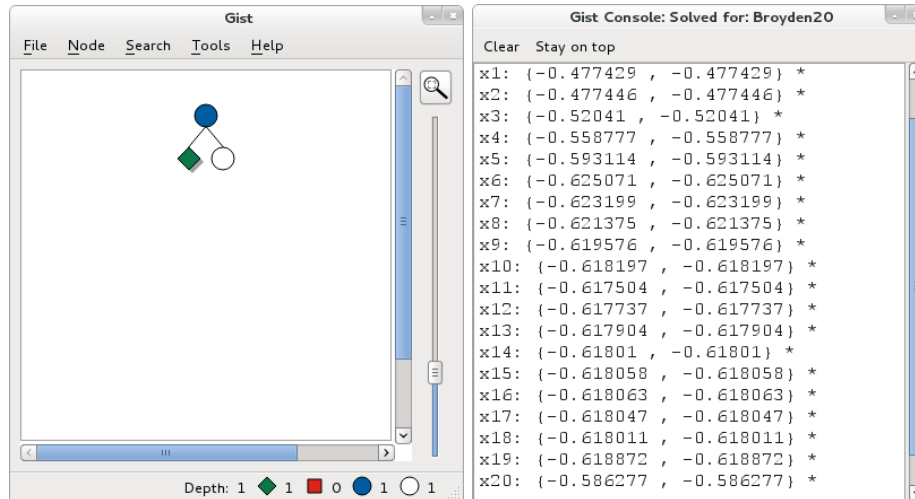 Gist
File Node Search Tools Help
Depth: 1 1 0 1 1
Gist Console: Solved for: Broyden20
Clear Stay on top
x1: {-0.477429 , -0.477429} *
x2: {-0.477446 , -0.477446} *
x3: {-0.52041 , -0.52041} *
x4: {-0.558777 , -0.558777} *
x5: {-0.593114 , -0.593114} *
x6: {-0.625071 , -0.625071} *
x7: {-0.623199 , -0.623199} *
x8: {-0.621375 , -0.621375} *
x9: {-0.619576 , -0.619576} *
x10: {-0.618197 , -0.618197} *
x11: {-0.617504 , -0.617504} *
x12: {-0.617737 , -0.617737} *
x13: {-0.617904 , -0.617904} *
x14: {-0.61801 , -0.61801} *
x15: {-0.618058 , -0.618058} *
x16: {-0.618063 , -0.618063} *
x17: {-0.618047 , -0.618047} *
x18: {-0.618011 , -0.618011} *
x19: {-0.618872 , -0.618872} *
x20: {-0.586277 , -0.586277} *